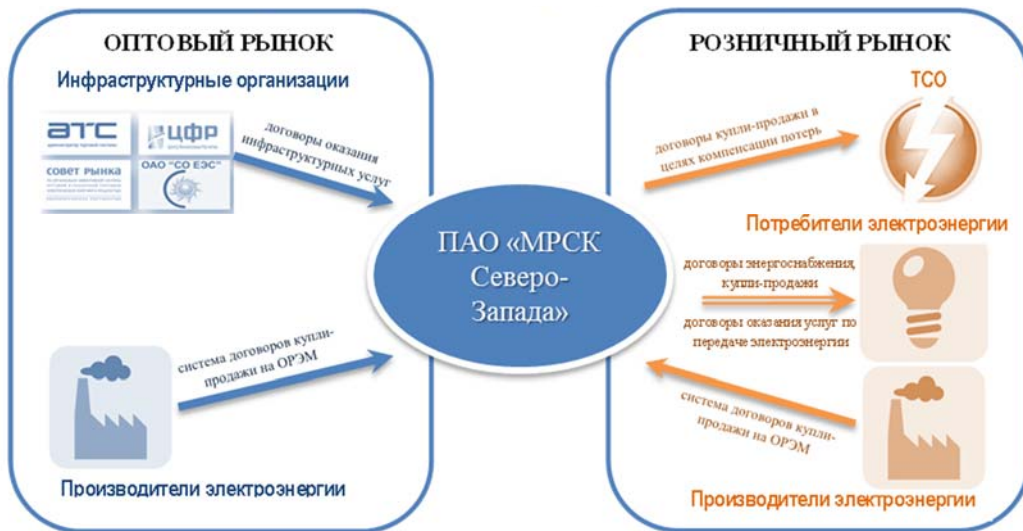 ОПТОВЫЙ РЫНОК
Инфраструктурные организации
АТС
ЦФР
совет рынка
ОАО "СО ЕЭС"
договоры оказания
инфраструктурных услуг
система договоров купли-
продажи на ОРЭМ
Производители электроэнергии
ПАО «МРСК
Северо-
Запада»
РОЗНИЧНЫЙ РЫНОК
ТСО
договоры купли-продажи в
целях компенсации потерь
Потребители электроэнергии
договоры энергоснабжения,
купли-продажи
договоры оказания услуг по
передаче электроэнергии
система договоров купли-
продажи на ОРЭМ
Производители электроэнергии